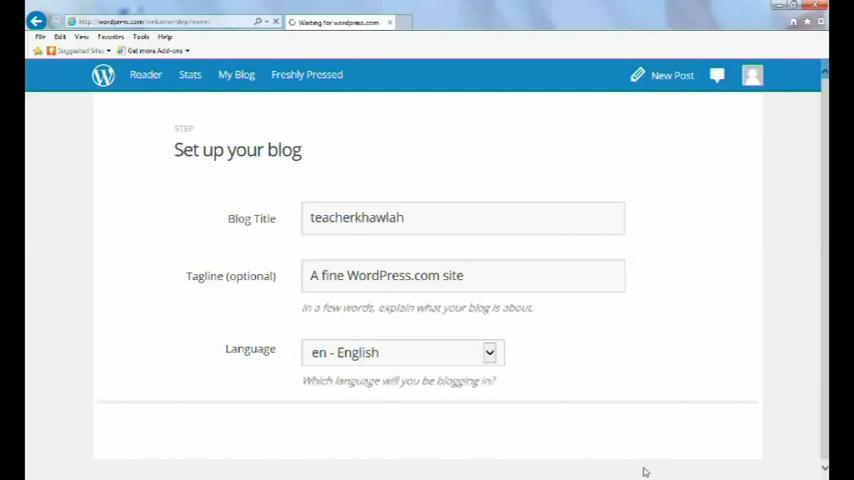 Waiting for wordpress.com
File Edit View Favorites Tools Help
Suggested Sites Get more Add-ons
Reader Stats My Blog Freshly Pressed New Post
STEP
Set up your blog
Blog Title teacherkhawlah
Tagline (optional) A fine WordPress.com site
In a few words, explain what your blog is about.
Language en - English
Which language will you be blogging in?